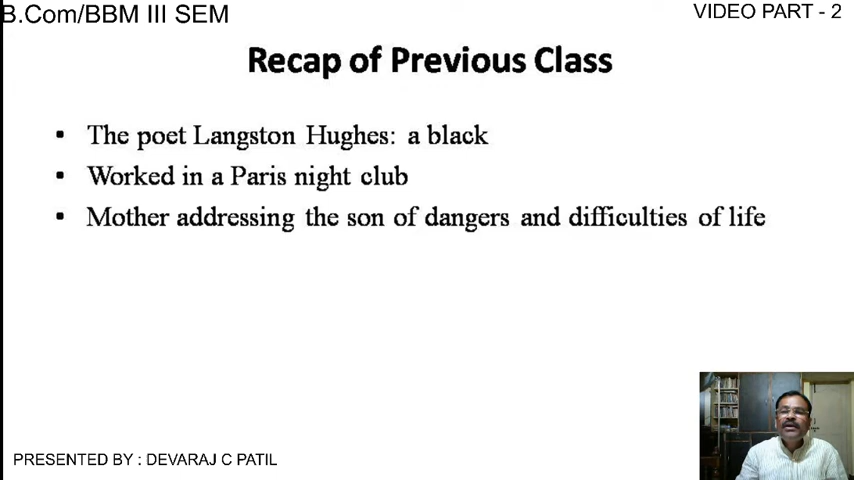 B.Com/BBM III SEM
VIDEO PART - 2
Recap of Previous Class
▪ The poet Langston Hughes: a black
▪ Worked in a Paris night club
▪ Mother addressing the son of dangers and difficulties of life
PRESENTED BY : DEVARAJ C PATIL